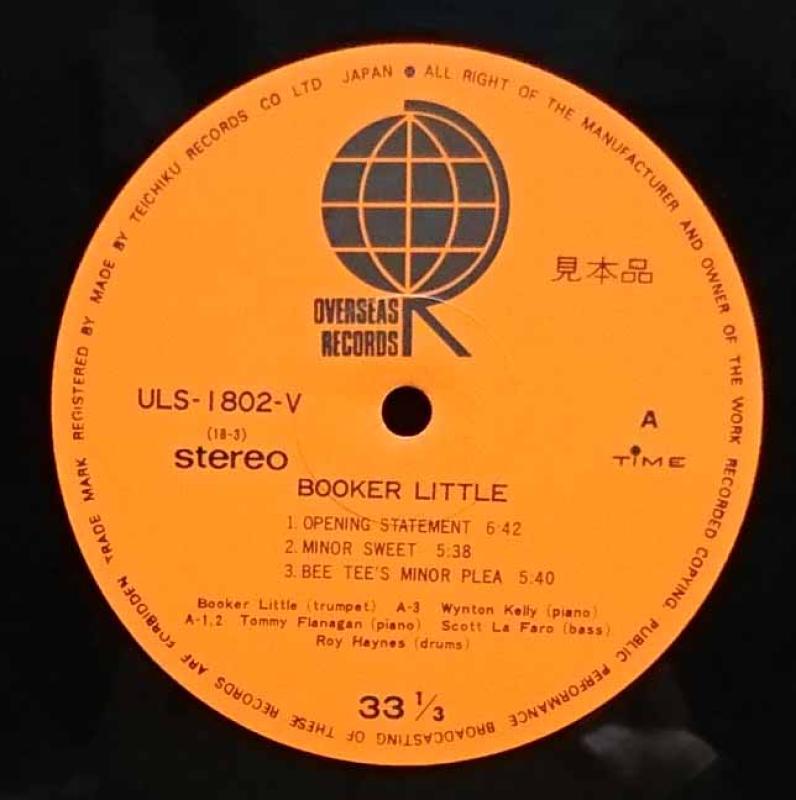 TRADE MARK REGISTERED BY MADE BY TEICHIKU RECORDS CO LTD JAPAN ● ALL RIGHT OF THE MANUFACTURER AND OWNER OF THE WORK RECORDED COPYING. PUBLIC PERFORMANCE BROADCASTING OF THESE RECORDS ARE FORBIDDEN
OVERSEAS
RECORDS
見本品
ULS-1802-V
(18-3)
stereo
A
TIME
BOOKER LITTLE
1. OPENING STATEMENT 6:42
2. MINOR SWEET 5:38
3. BEE TEE'S MINOR PLEA 5:40
Booker Little (trumpet) A-3 Wynton Kelly (piano)
A-1,2 Tommy Flanagan (piano) Scott La Faro (bass)
Roy Haynes (drums)
33 1/3